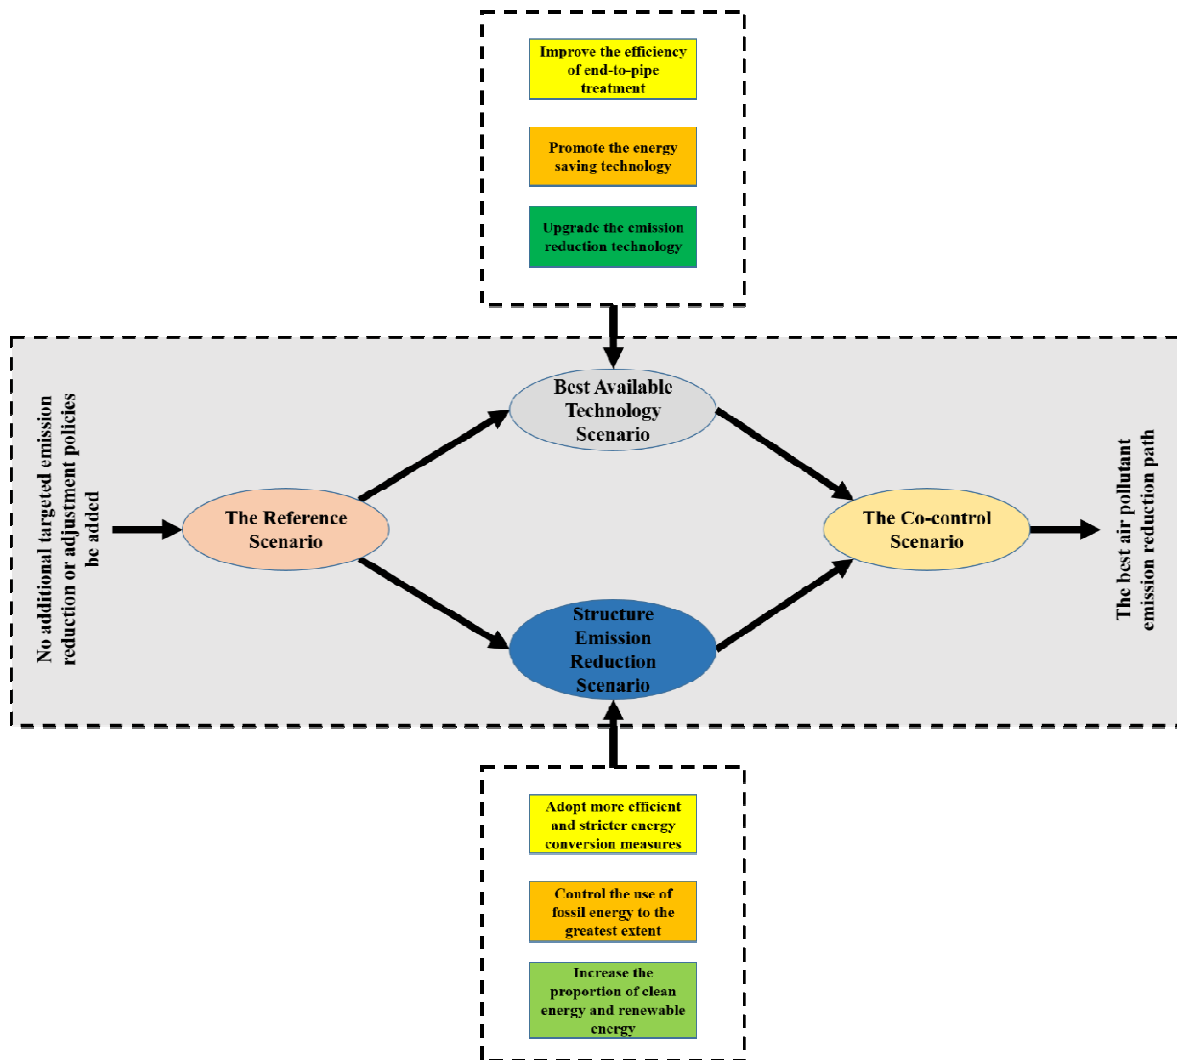 Improve the efficiency
of end-to-pipe
treatment
Promote the energy
saving technology
Upgrade the emission
reduction technology
No additional targeted emission
reduction or adjustment policies
be added
The Reference
Scenario
Best Available
Technology
Scenario
Structure
Emission
Reduction
Scenario
The Co-control
Scenario
The best air pollutant
emission reduction path
Adopt more efficient
and stricter energy
conversion measures
Control the use of
fossil energy to the
greatest extent
Increase the
proportion of clean
energy and renewable
energy